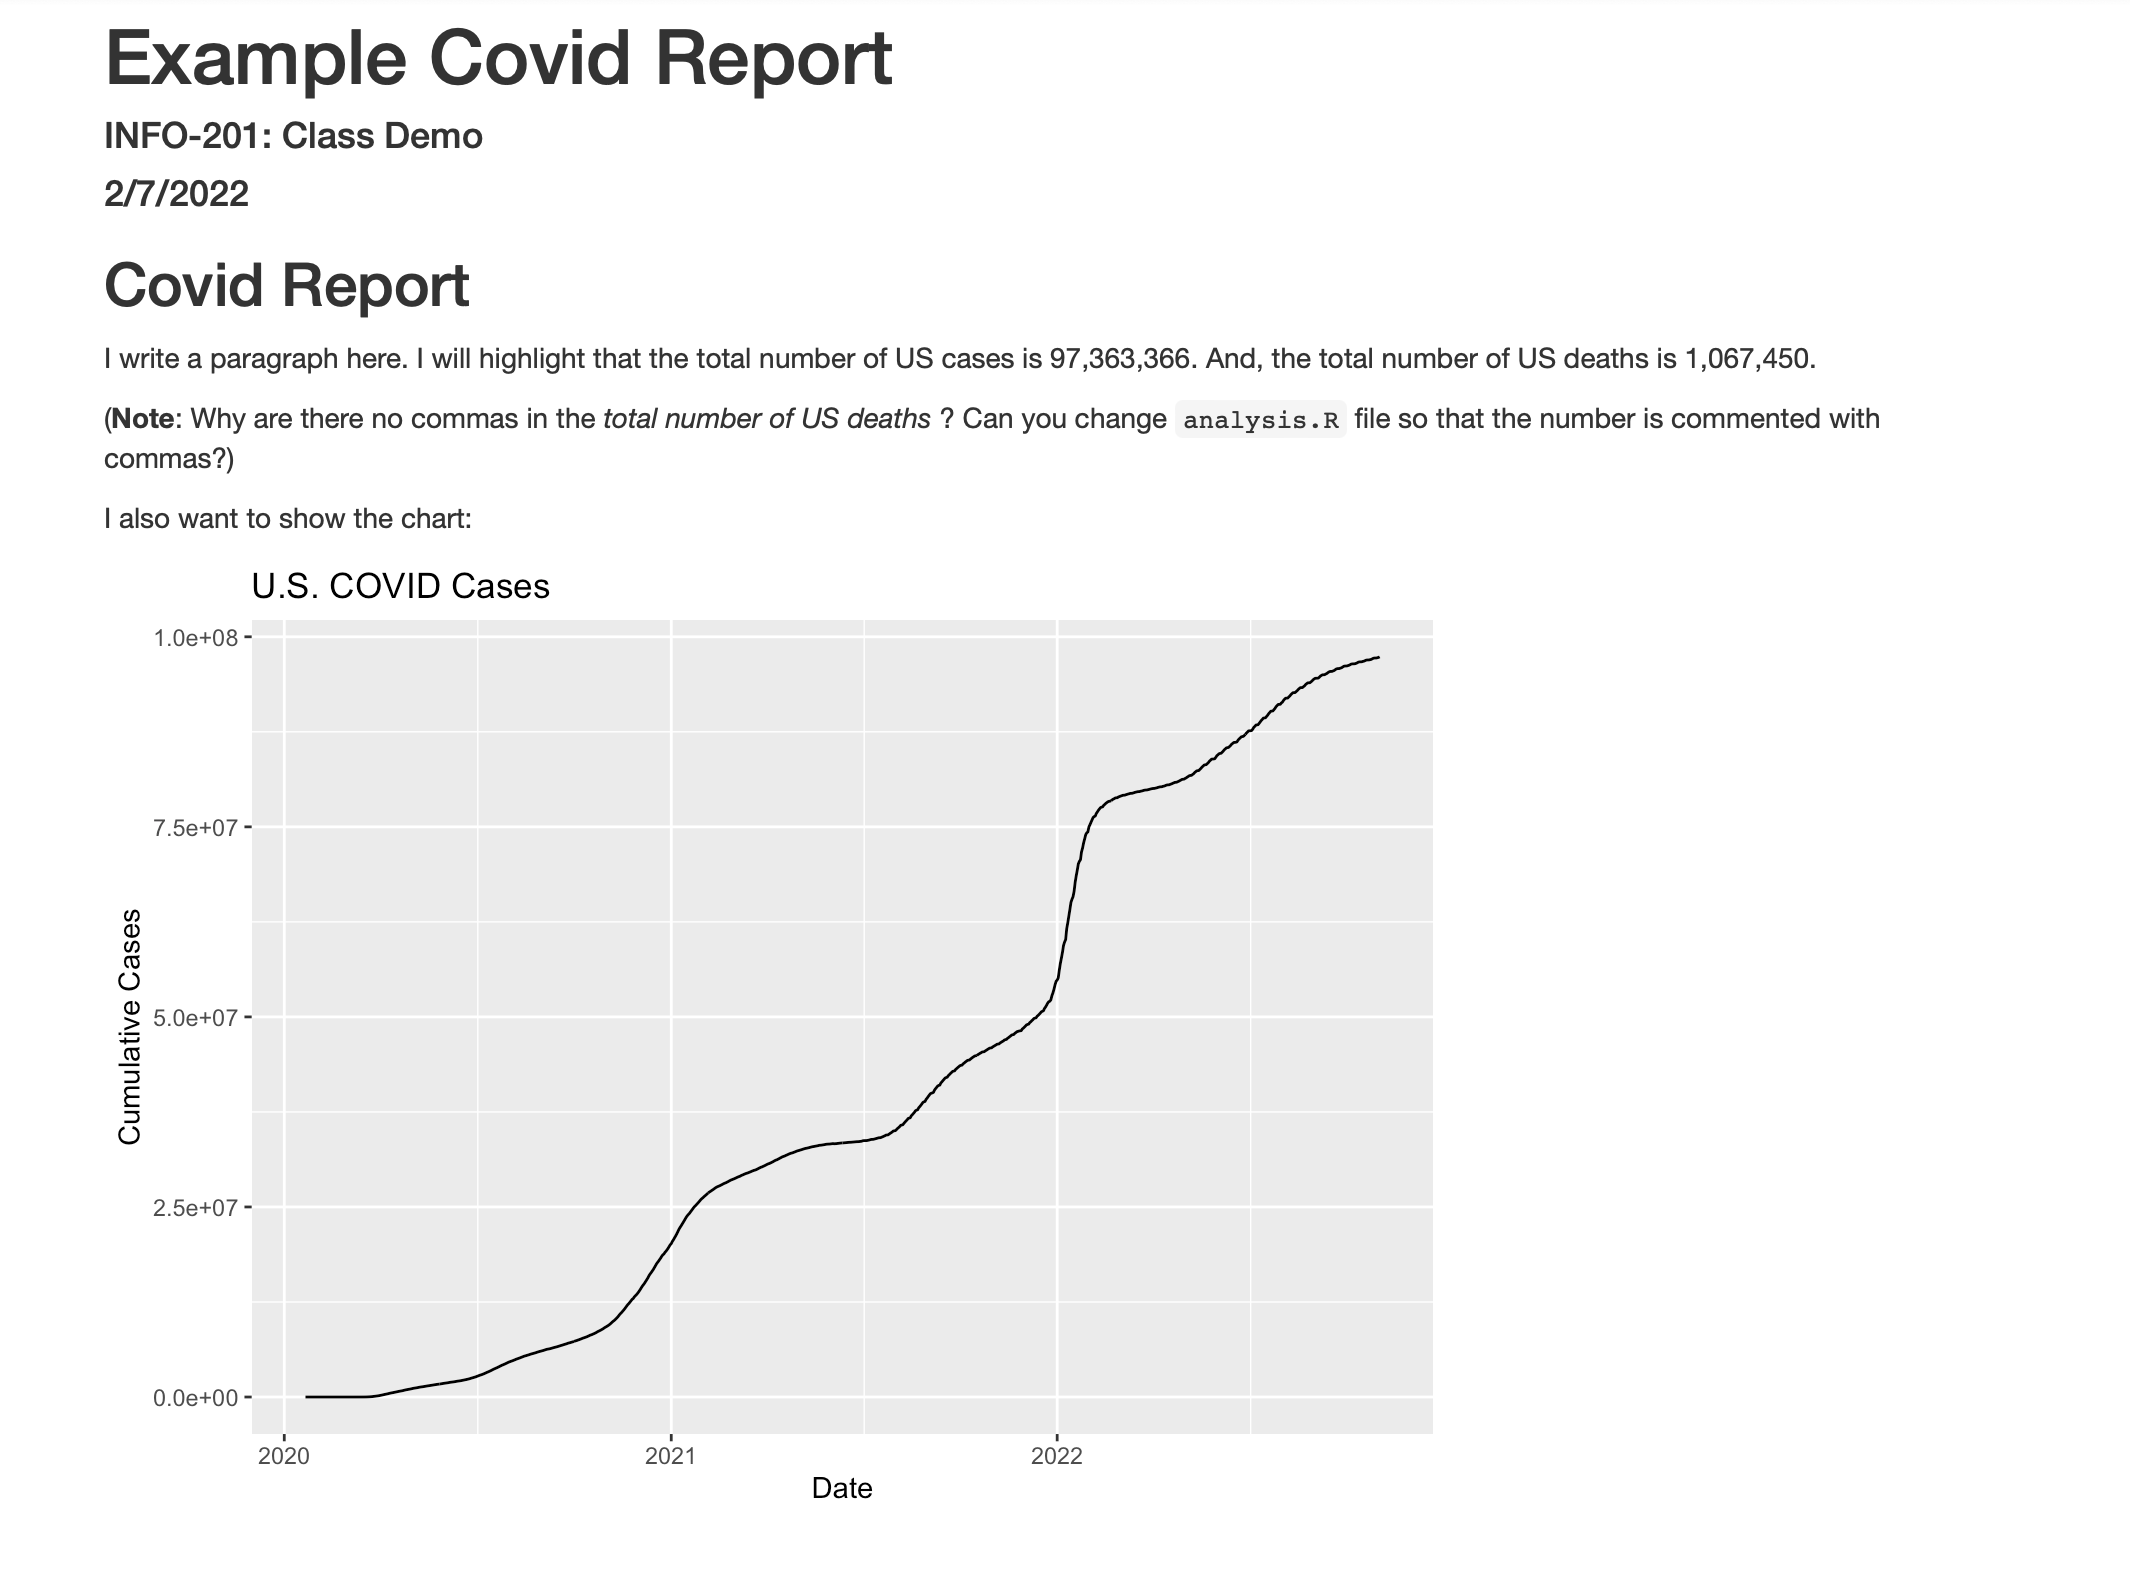 Example Covid Report
INFO-201: Class Demo
2/7/2022
Covid Report
I write a paragraph here. I will highlight that the total number of US cases is 97,363,366. And, the total number of US deaths is 1,067,450.
(Note: Why are there no commas in the total number of US deaths ? Can you change analysis.R file so that the number is commented with
commas?)
I also want to show the chart:
U.S. COVID Cases
1.0e+08
7.5e+07
5.0e+07
2.5e+07
0.0e+00
Cumulative Cases
2020
2021
2022
Date